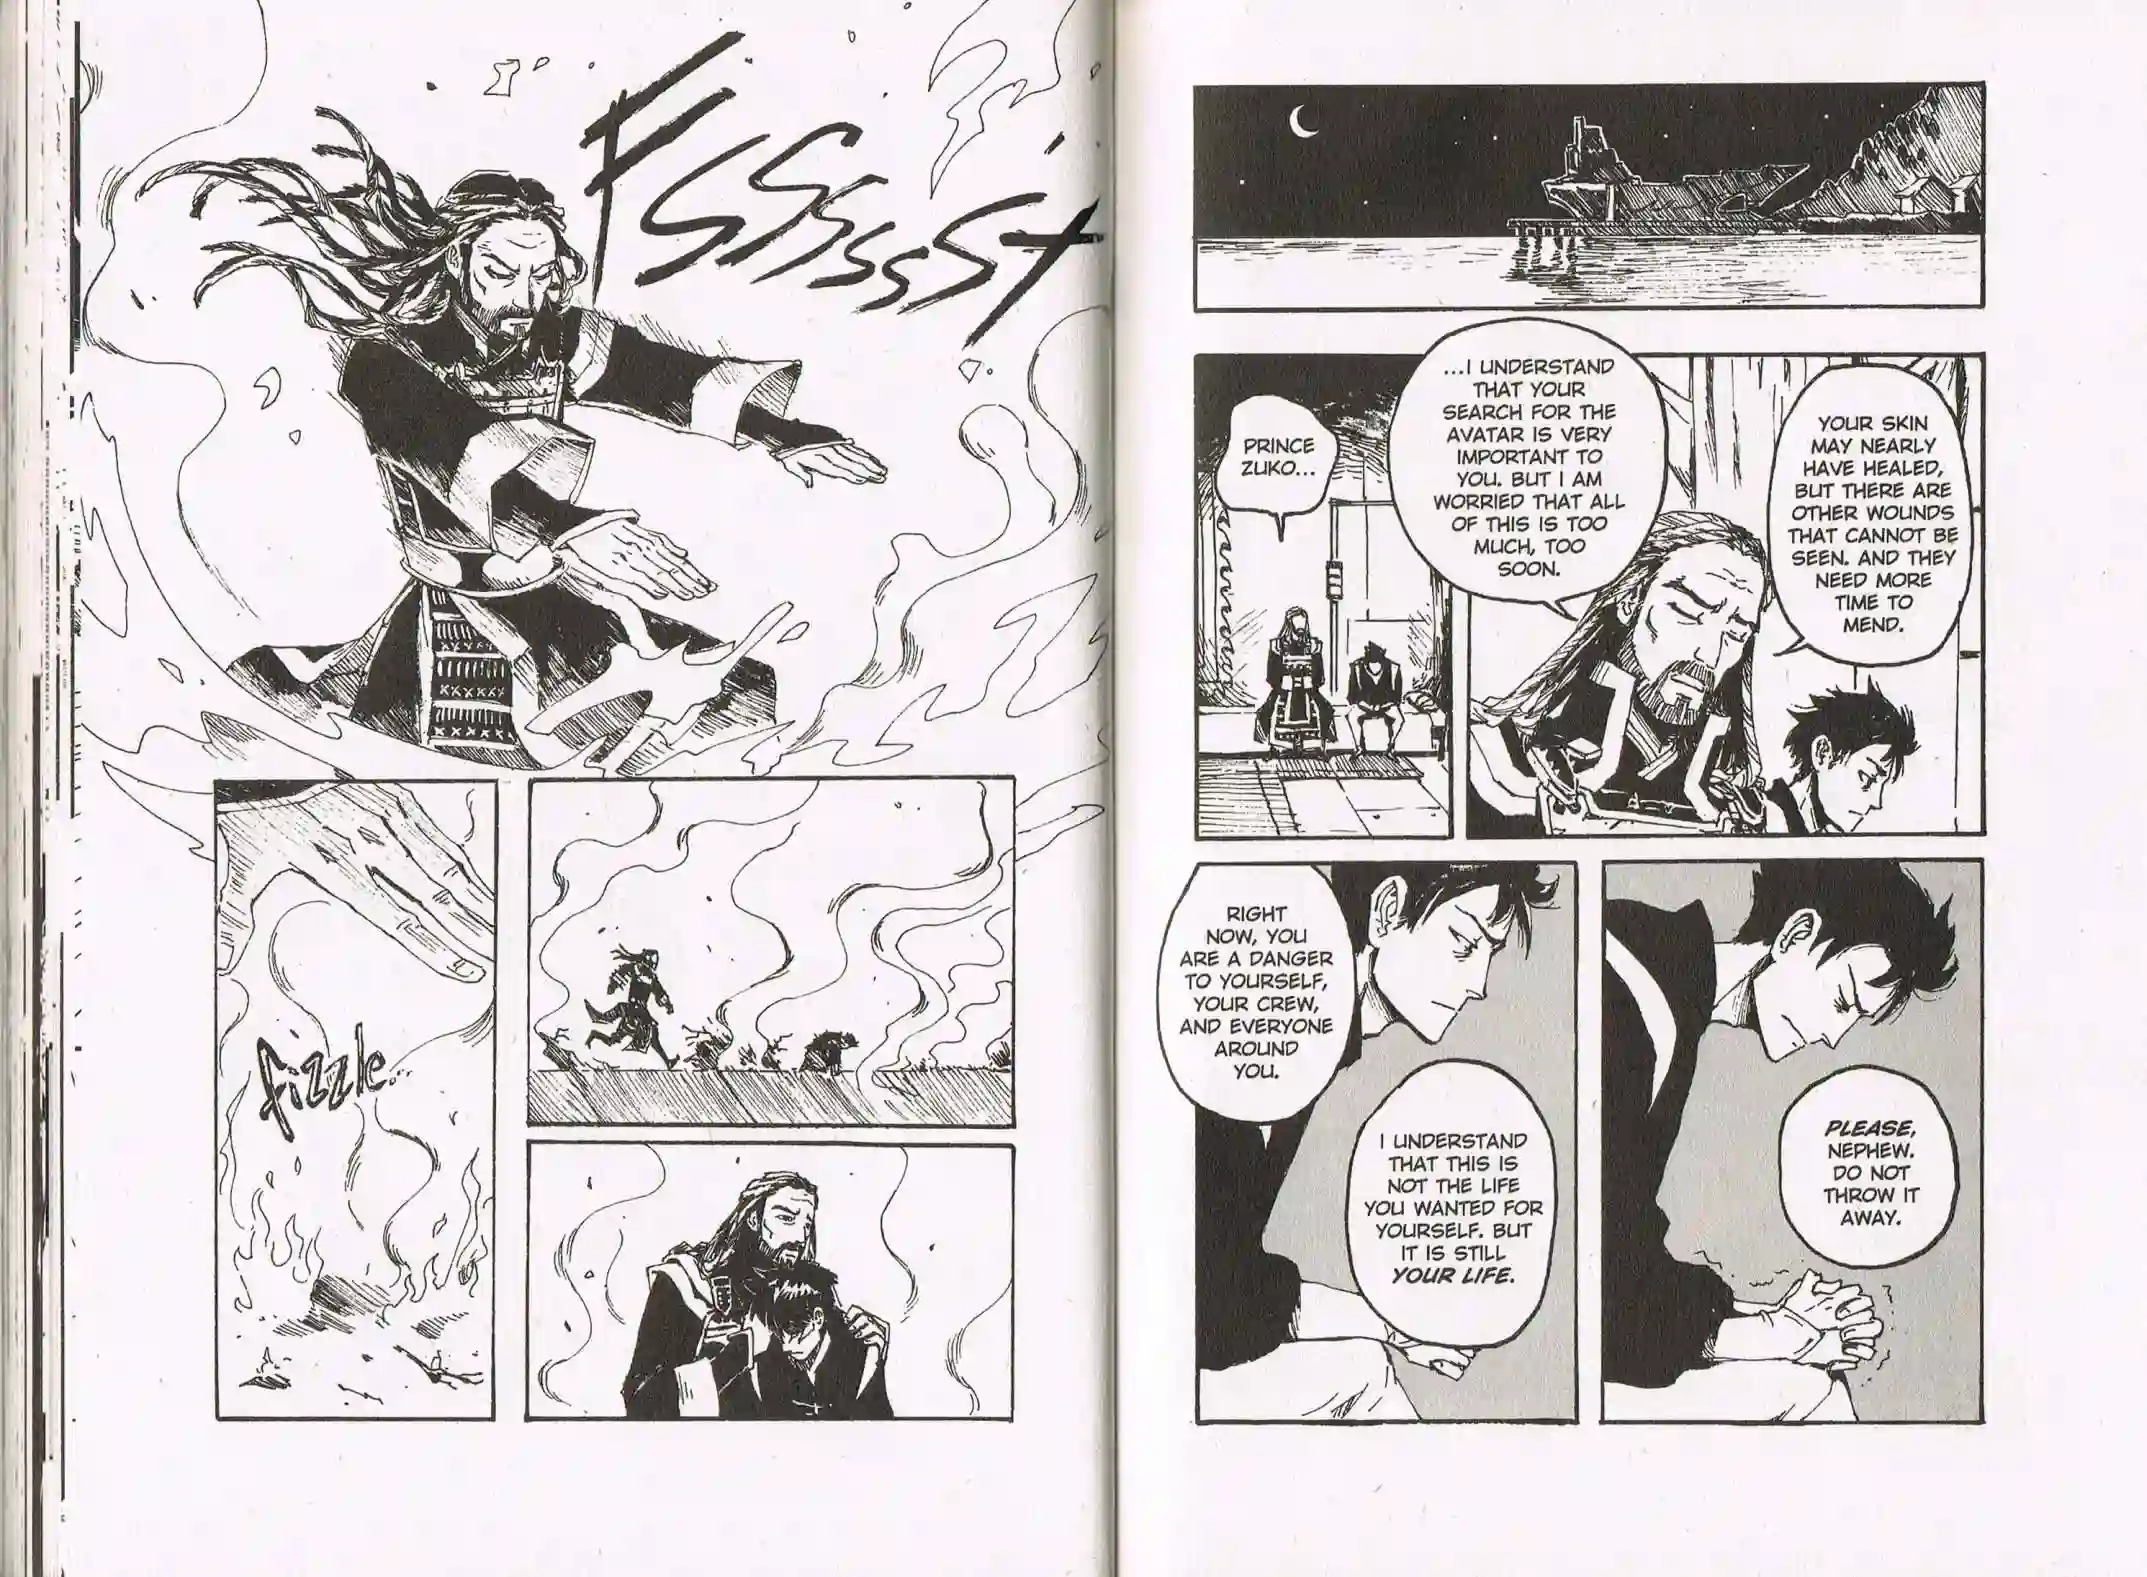 FSSSSSSST
fizzle...
PRINCE
ZUKO...
...I UNDERSTAND
THAT YOUR
SEARCH FOR THE
AVATAR IS VERY
IMPORTANT TO
YOU. BUT I AM
WORRIED THAT ALL
OF THIS IS TOO
MUCH, TOO
SOON.
YOUR SKIN
MAY NEARLY
HAVE HEALED,
BUT THERE ARE
OTHER WOUNDS
THAT CANNOT BE
SEEN. AND THEY
NEED MORE
TIME TO
MEND.
RIGHT
NOW, YOU
ARE A DANGER
TO YOURSELF,
YOUR CREW,
AND EVERYONE
AROUND
YOU.
I UNDERSTAND
THAT THIS IS
NOT THE LIFE
YOU WANTED FOR
YOURSELF. BUT
IT IS STILL
YOUR LIFE.
PLEASE,
NEPHEW.
DO NOT
THROW IT
AWAY.